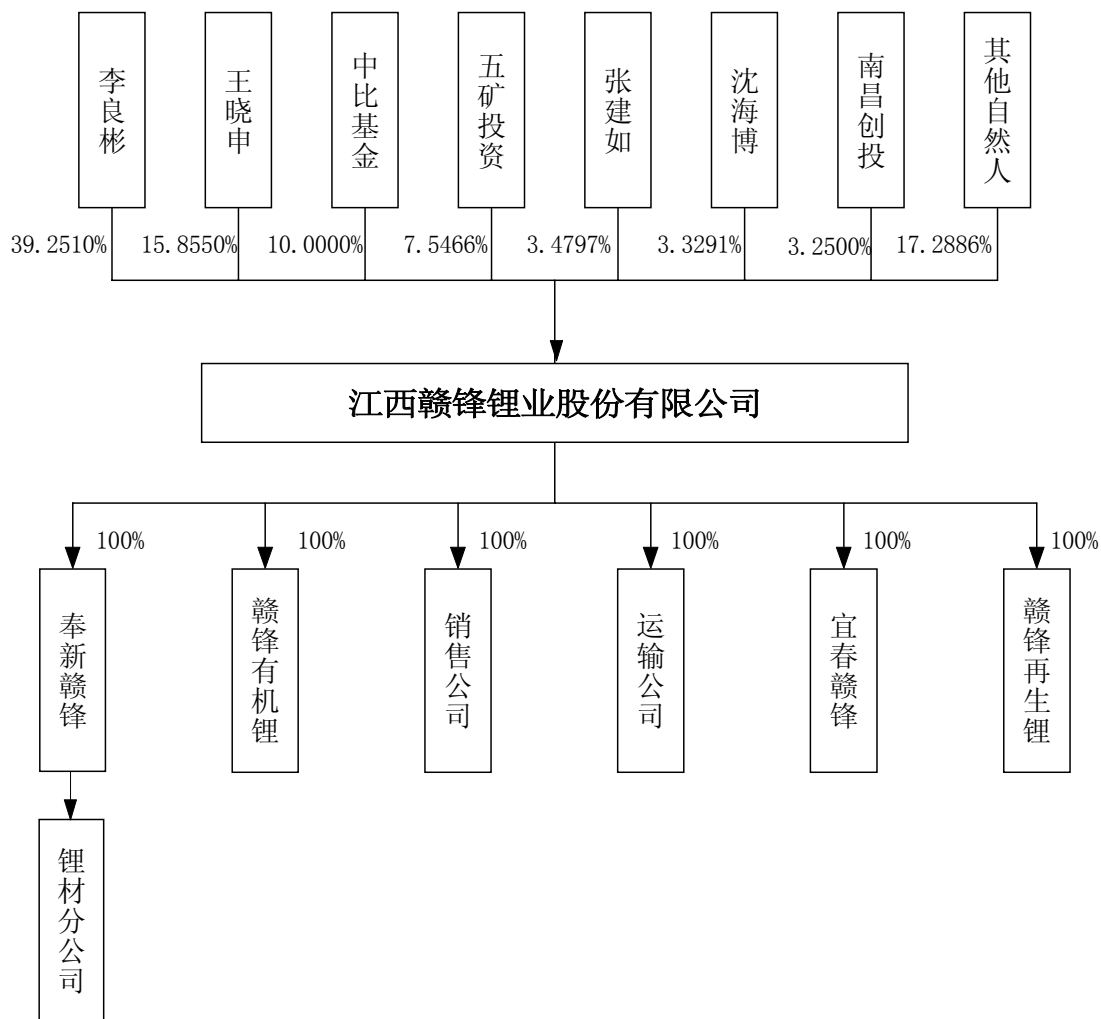 李良彬
王晓申
中比基金
五矿投资
张建如
沈海博
南昌创投
其他自然人
39.2510%
15.8550%
10.0000%
7.5466%
3.4797%
3.3291%
3.2500%
17.2886%
江西赣锋锂业股份有限公司
100%
100%
100%
100%
100%
100%
奉新赣锋
赣锋有机锂
销售公司
运输公司
宜春赣锋
赣锋再生锂
锂材分公司